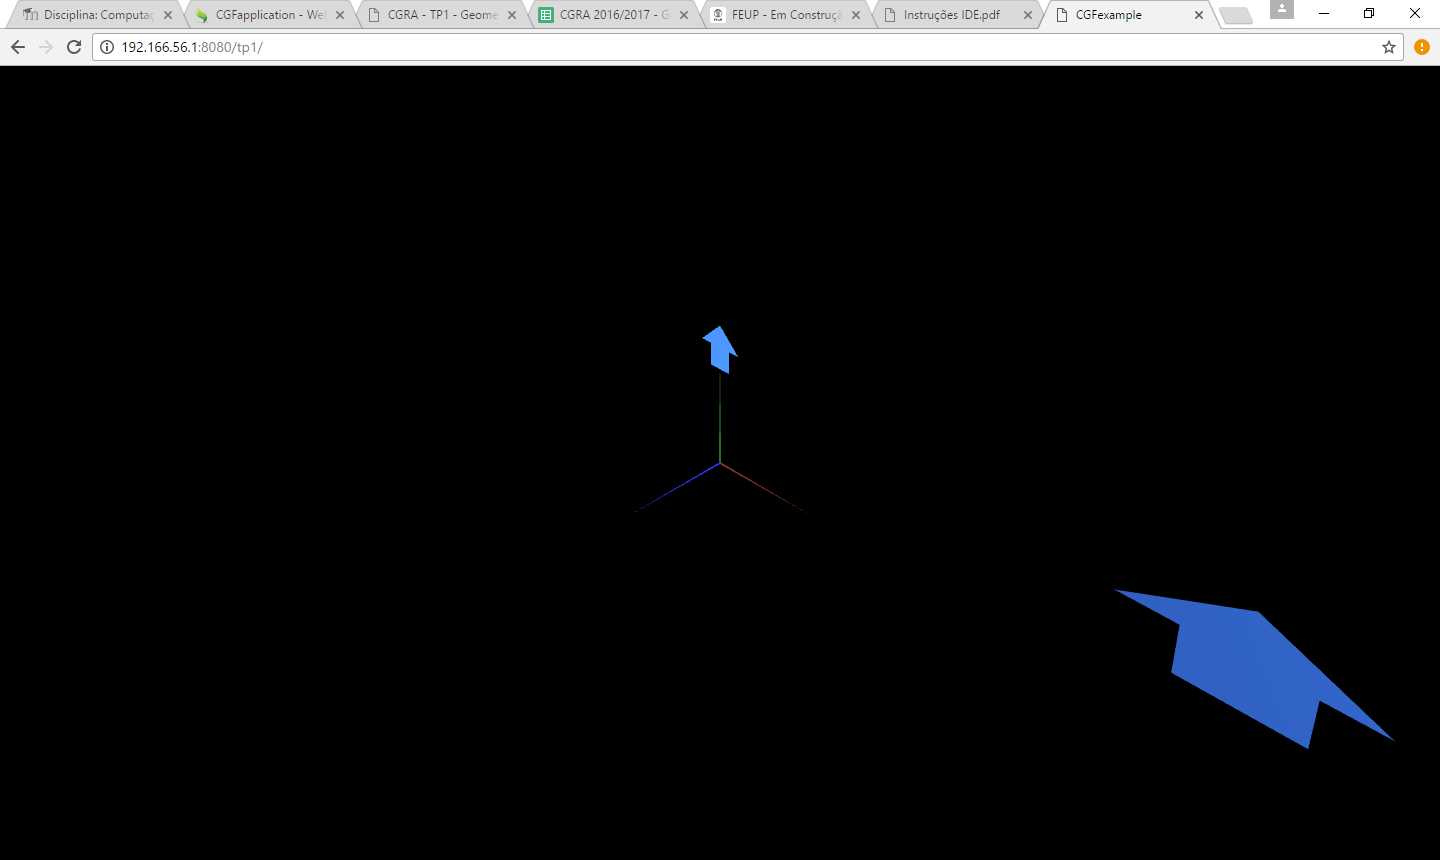 Disciplina: Computaç
CGFapplication - Wel
CGRA - TP1 - Geome
CGRA 2016/2017 - G
FEUP - Em Construçã
Instruções IDE.pdf
CGFexample
192.166.56.1:8080/tp1/